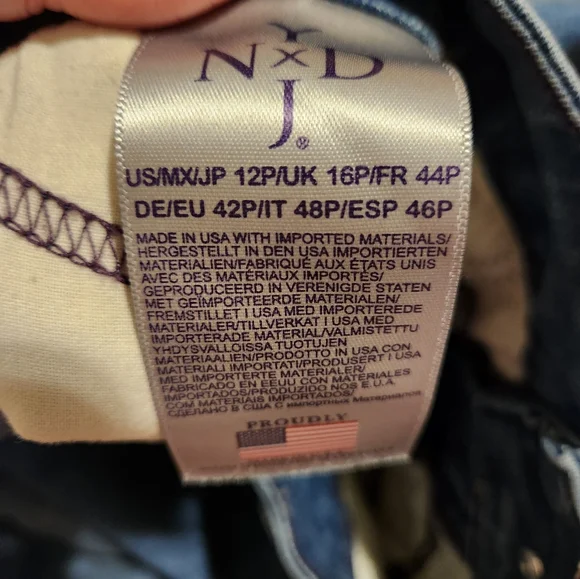 Y
N×D
J®
US/MX/JP 12P/UK 16P/FR 44P
DE/EU 42P/IT 48P/ESP 46P
MADE IN USA WITH IMPORTED MATERIALS/
HERGESTELLT IN DEN USA IMPORTIERTEN
MATERIALIEN/FABRIQUÉ AUX ÉTATS UNIS
AVEC DES MATÉRIAUX IMPORTÉS/
GEPRODUCEERD IN VERENIGDE STATEN
MET GEÏMPORTEERDE MATERIALEN/
FREMSTILLET I USA MED IMPORTEREDE
MATERIALER/TILLVERKAT I USA MED
IMPORTERADE MATERIAL/VALMISTETTU
YHDYSVALLOISSA TUOTUJEN
MATERIAALIEN/PRODOTTO IN USA CON
MATERIALI IMPORTATI/PRODUSERT I USA
MED IMPORTERTE MATERIALER/
FABRICADO EN EEUU CON MATERIALES
IMPORTADOS/PRODUZIDO NOS E.U.A.
COM MATERIAIS IMPORTADOS/
СДЕЛАНО В США С импортных Материалов
PROUDLY